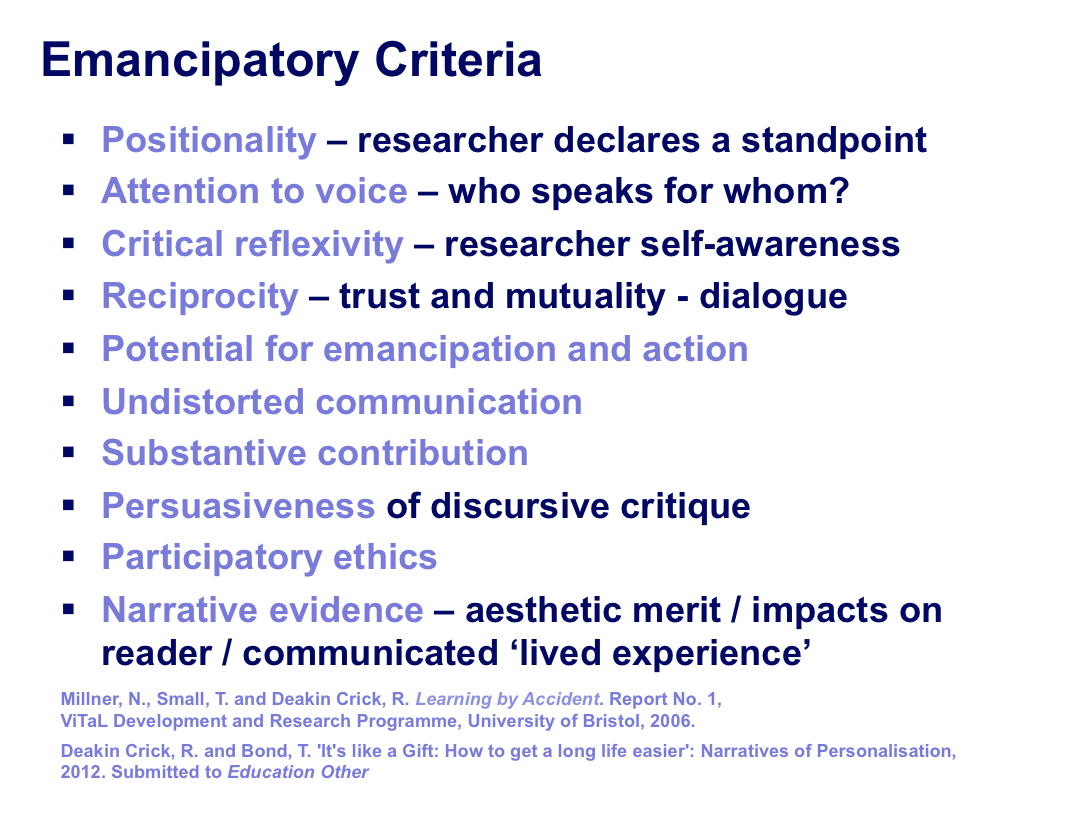 Emancipatory Criteria
▪ Positionality – researcher declares a standpoint
▪ Attention to voice – who speaks for whom?
▪ Critical reflexivity – researcher self-awareness
▪ Reciprocity – trust and mutuality - dialogue
▪ Potential for emancipation and action
▪ Undistorted communication
▪ Substantive contribution
▪ Persuasiveness of discursive critique
▪ Participatory ethics
▪ Narrative evidence – aesthetic merit / impacts on
reader / communicated ‘lived experience’
Millner, N., Small, T. and Deakin Crick, R. Learning by Accident. Report No. 1,
ViTaL Development and Research Programme, University of Bristol, 2006.
Deakin Crick, R. and Bond, T. 'It's like a Gift: How to get a long life easier': Narratives of Personalisation,
2012. Submitted to Education Other